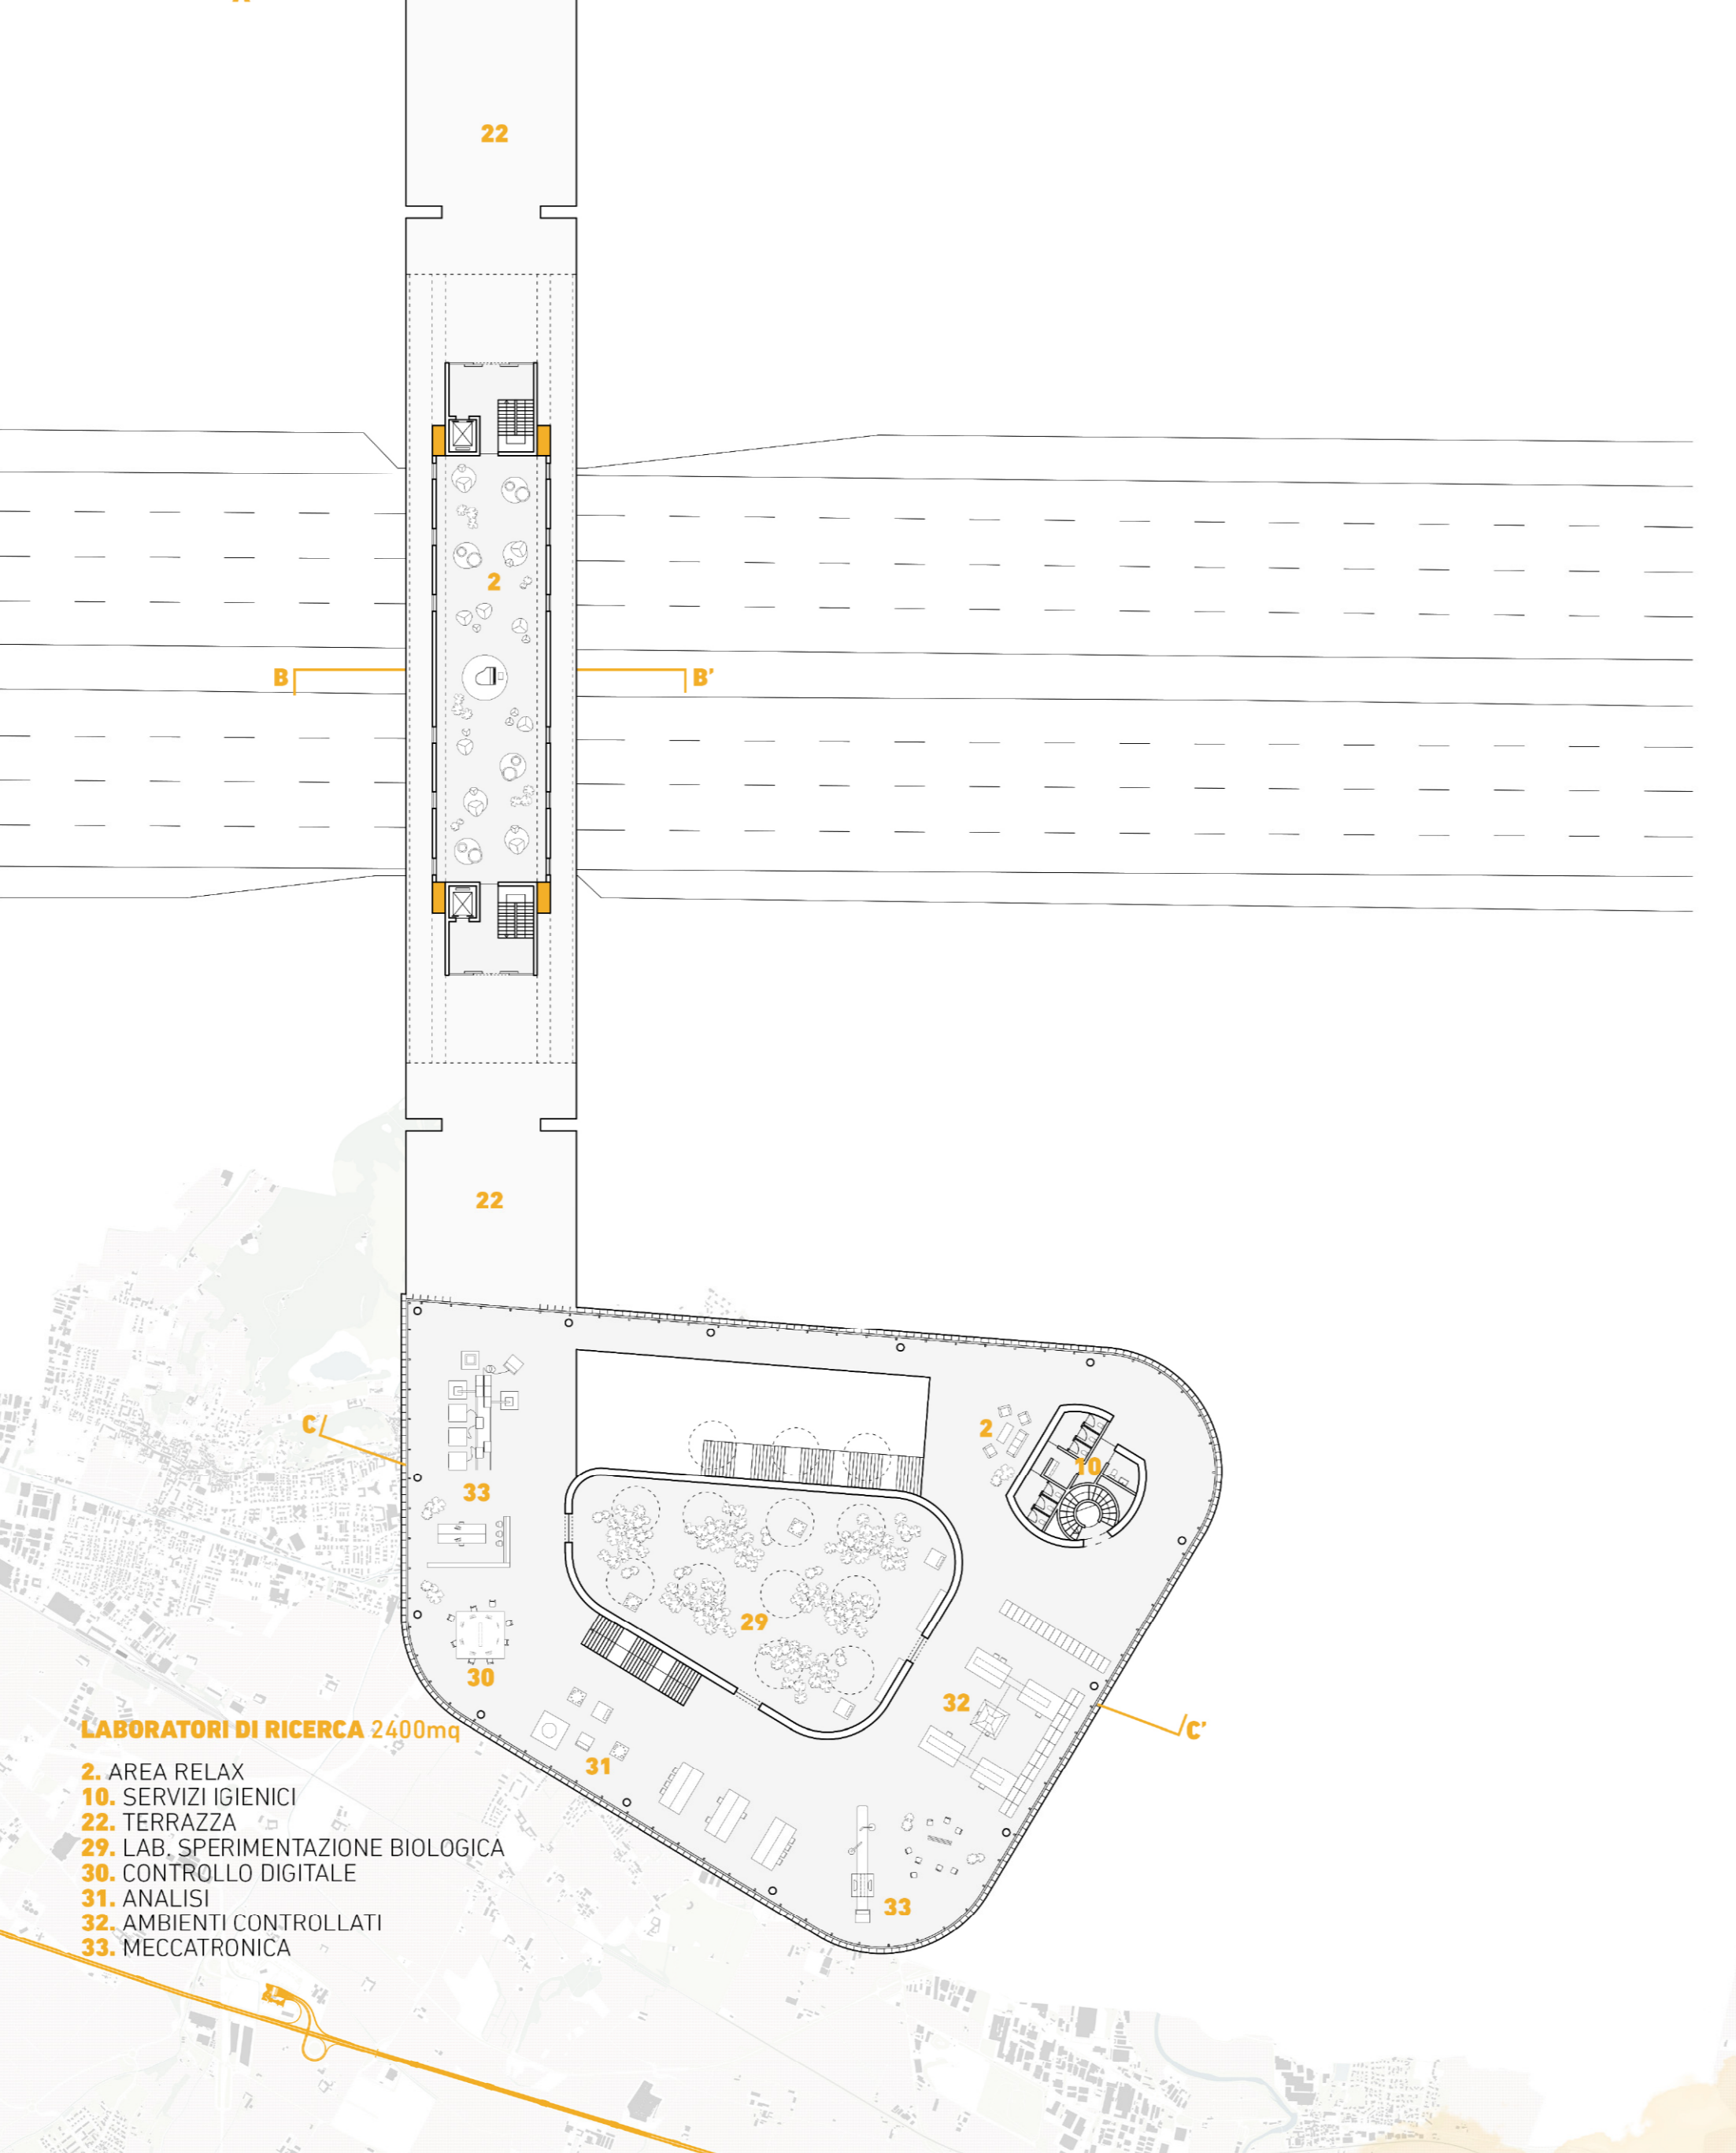 22
2
B
B'
22
C
2
10
33
29
30
32
C'
31
33
LABORATORI DI RICERCA 2400mq
2. AREA RELAX
10. SERVIZI IGIENICI
22. TERRAZZA
29. LAB. SPERIMENTAZIONE BIOLOGICA
30. CONTROLLO DIGITALE
31. ANALISI
32. AMBIENTI CONTROLLATI
33. MECCATRONICA